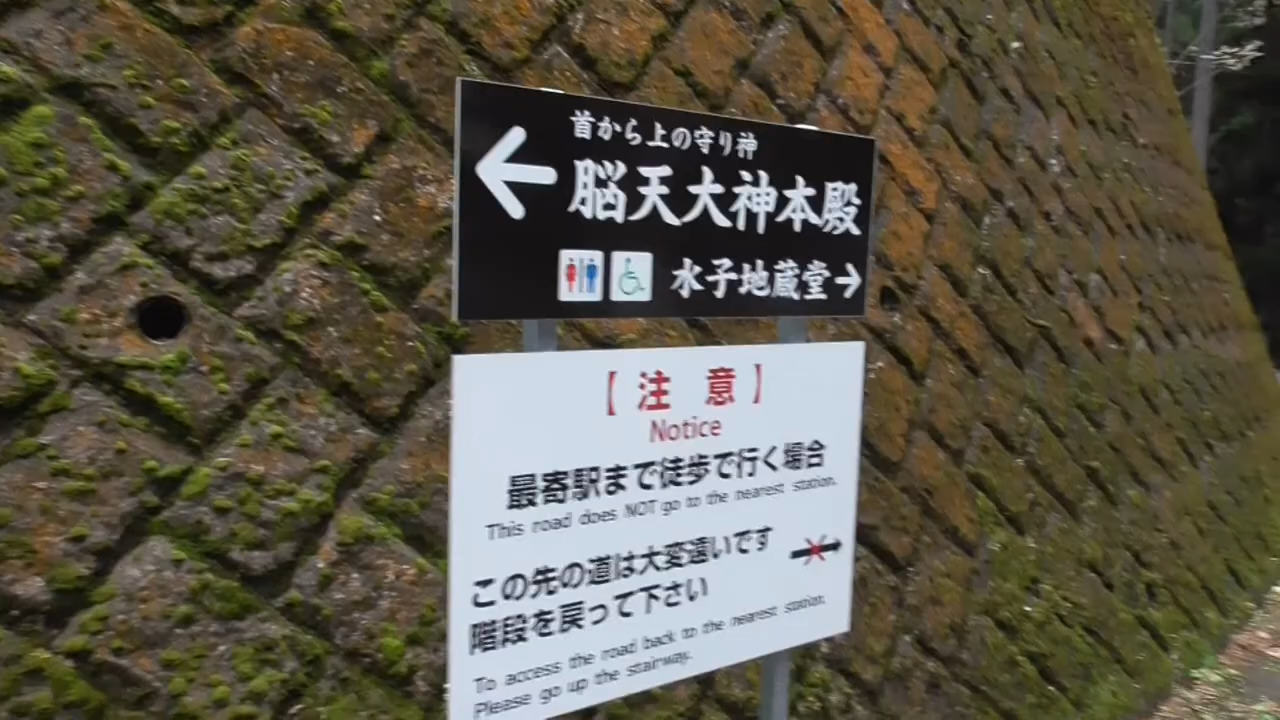 首から上の守り神
← 脳天大神本殿
水子地蔵堂→
【注 意】
Notice
最寄駅まで徒歩で行く場合
This road does NOT go to the nearest station.
この先の道は大変遠いです
階段を戻って下さい
To access the road back to the nearest station.
Please go up the stairway.